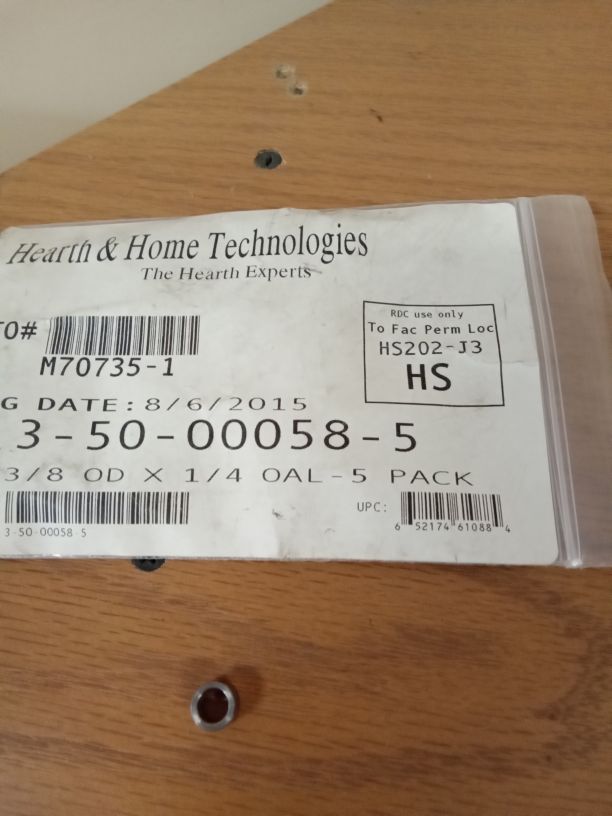 Hearth & Home Technologies
The Hearth Experts
TO#
M70735-1
RDC use only
To Fac Perm Loc
HS202-J3
HS
G DATE: 8/6/2015
3-50-00058-5
3/8 OD X 1/4 OAL-5 PACK
3-50-00058-5
UPC:
6 52174 61088 4